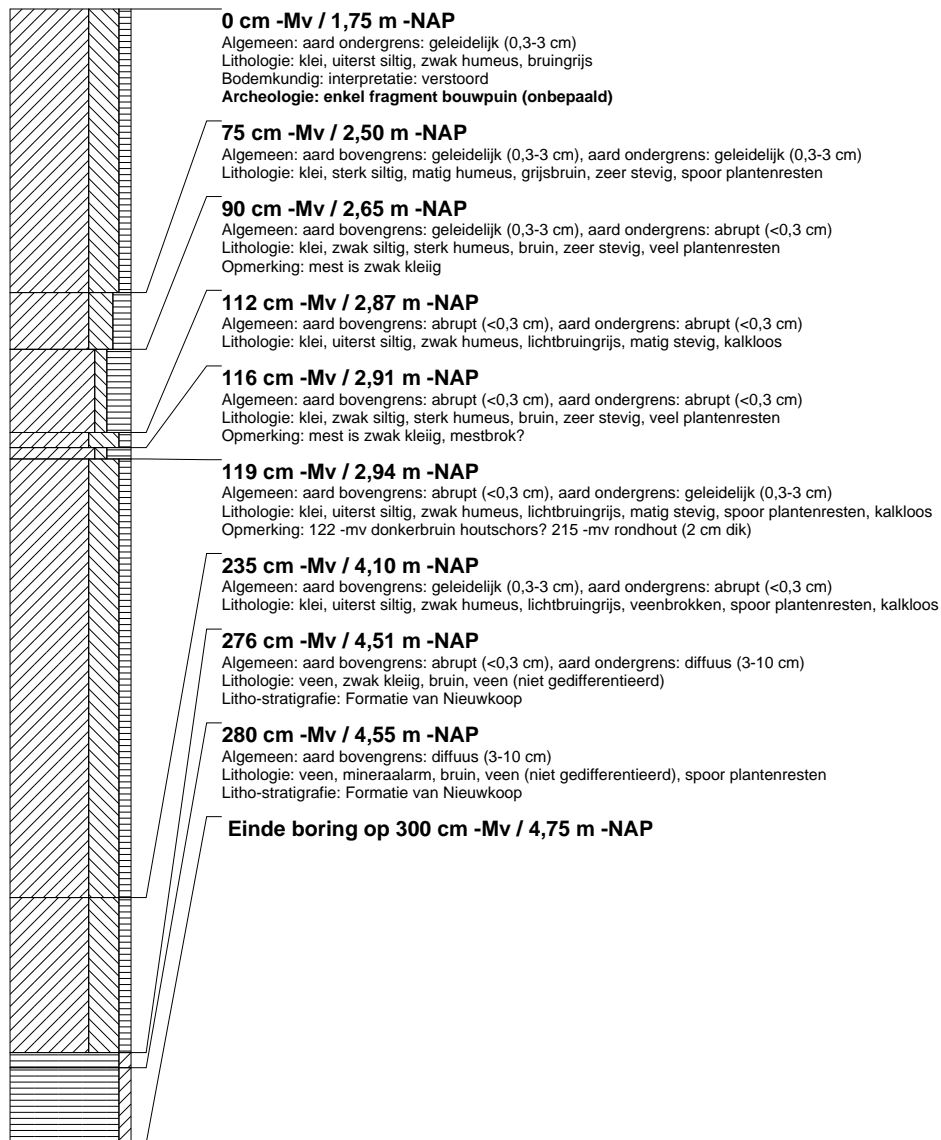 0 cm -Mv / 1,75 m -NAP
Algemeen: aard ondergrens: geleidelijk (0,3-3 cm)
Lithologie: klei, uiterst siltig, zwak humeus, bruingrijs
Bodemkundig: interpretatie: verstoord
Archeologie: enkel fragment bouwpuin (onbepaald)
75 cm -Mv / 2,50 m -NAP
Algemeen: aard bovengrens: geleidelijk (0,3-3 cm), aard ondergrens: geleidelijk (0,3-3 cm)
Lithologie: klei, sterk siltig, matig humeus, grijsbruin, zeer stevig, spoor plantenresten
90 cm -Mv / 2,65 m -NAP
Algemeen: aard bovengrens: geleidelijk (0,3-3 cm), aard ondergrens: abrupt (<0,3 cm)
Lithologie: klei, zwak siltig, sterk humeus, bruin, zeer stevig, veel plantenresten
Opmerking: mest is zwak kleiig
112 cm -Mv / 2,87 m -NAP
Algemeen: aard bovengrens: abrupt (<0,3 cm), aard ondergrens: abrupt (<0,3 cm)
Lithologie: klei, uiterst siltig, zwak humeus, lichtbruingrijs, matig stevig, kalkloos
116 cm -Mv / 2,91 m -NAP
Algemeen: aard bovengrens: abrupt (<0,3 cm), aard ondergrens: abrupt (<0,3 cm)
Lithologie: klei, zwak siltig, sterk humeus, bruin, zeer stevig, veel plantenresten
Opmerking: mest is zwak kleiig, mestbrok?
119 cm -Mv / 2,94 m -NAP
Algemeen: aard bovengrens: abrupt (<0,3 cm), aard ondergrens: geleidelijk (0,3-3 cm)
Lithologie: klei, uiterst siltig, zwak humeus, lichtbruingrijs, matig stevig, spoor plantenresten, kalkloos
Opmerking: 122 -mv donkerbruin houtschors? 215 -mv rondhout (2 cm dik)
235 cm -Mv / 4,10 m -NAP
Algemeen: aard bovengrens: geleidelijk (0,3-3 cm), aard ondergrens: abrupt (<0,3 cm)
Lithologie: klei, uiterst siltig, zwak humeus, lichtbruingrijs, veenbrokken, spoor plantenresten, kalkloos
276 cm -Mv / 4,51 m -NAP
Algemeen: aard bovengrens: abrupt (<0,3 cm), aard ondergrens: diffuus (3-10 cm)
Lithologie: veen, zwak kleiig, bruin, veen (niet gedifferentieerd)
Litho-stratigrafie: Formatie van Nieuwkoop
280 cm -Mv / 4,55 m -NAP
Algemeen: aard bovengrens: diffuus (3-10 cm)
Lithologie: veen, mineraalarm, bruin, veen (niet gedifferentieerd), spoor plantenresten
Litho-stratigrafie: Formatie van Nieuwkoop
Einde boring op 300 cm -Mv / 4,75 m -NAP